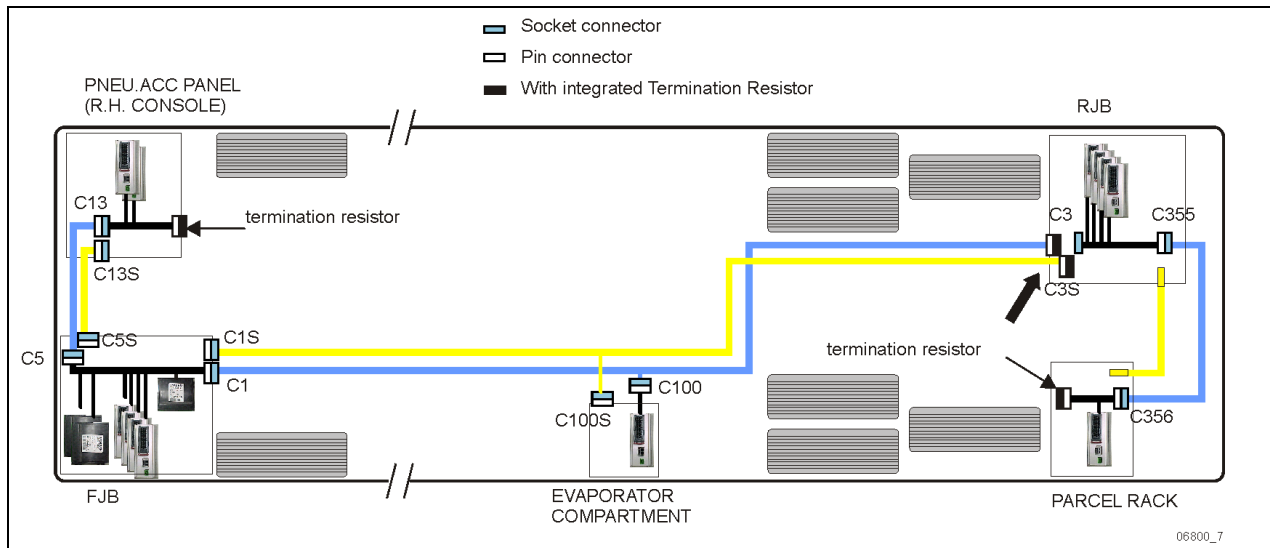 Socket connector
Pin connector
With integrated Termination Resistor
PNEU.ACC PANEL
(R.H. CONSOLE)
RJB
C13
termination resistor
C3
C355
C13S
C3S
C5S
C1S
C5
C1
termination resistor
C100
C100S
C356
FJB
EVAPORATOR
COMPARTMENT
PARCEL RACK
06800_7